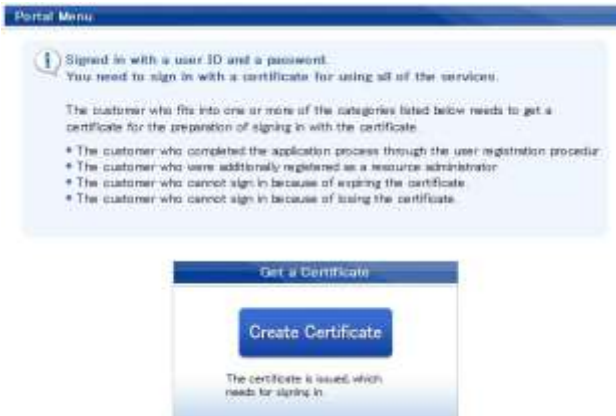 Portal Menu
Signed in with a user ID and a password.
You need to sign in with a certificate for using all of the services.
The customer who fits into one or more of the categories listed below needs to get a
certificate for the preparation of signing in with the certificate
* The customer who completed the application process through the user registration procedur
* The customer who were additionally registered as a resource administrator
* The customer who cannot sign in because of expiring the certificate.
* The customer who cannot sign in because of losing the certificate.
Get a Certificate
Create Certificate
The certificate is issued, which
needs for signing in.